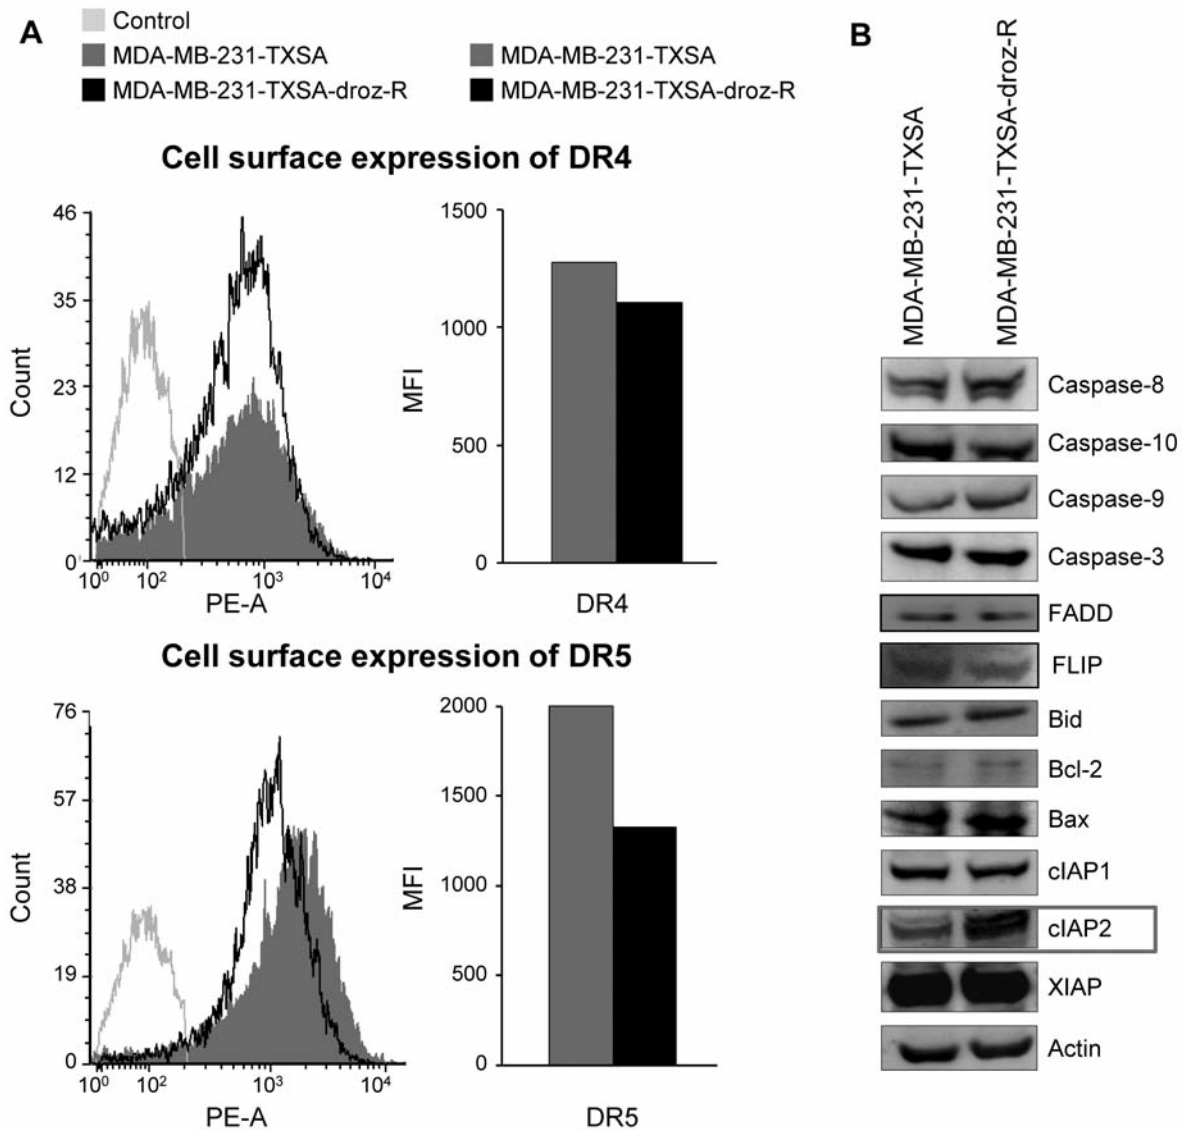 A
Control
MDA-MB-231-TXSA
MDA-MB-231-TXSA-droz-R
MDA-MB-231-TXSA
MDA-MB-231-TXSA-droz-R
Cell surface expression of DR4
Count
46
35
23
12
0
10⁰ 10² 10³ 10⁴
PE-A
MFI
1500
1000
500
0
DR4
Cell surface expression of DR5
Count
76
57
38
19
0
10⁰ 10² 10³ 10⁴
PE-A
MFI
2000
1500
1000
500
0
DR5
B
MDA-MB-231-TXSA
MDA-MB-231-TXSA-droz-R
Caspase-8
Caspase-10
Caspase-9
Caspase-3
FADD
FLIP
Bid
Bcl-2
Bax
cIAP1
cIAP2
XIAP
Actin